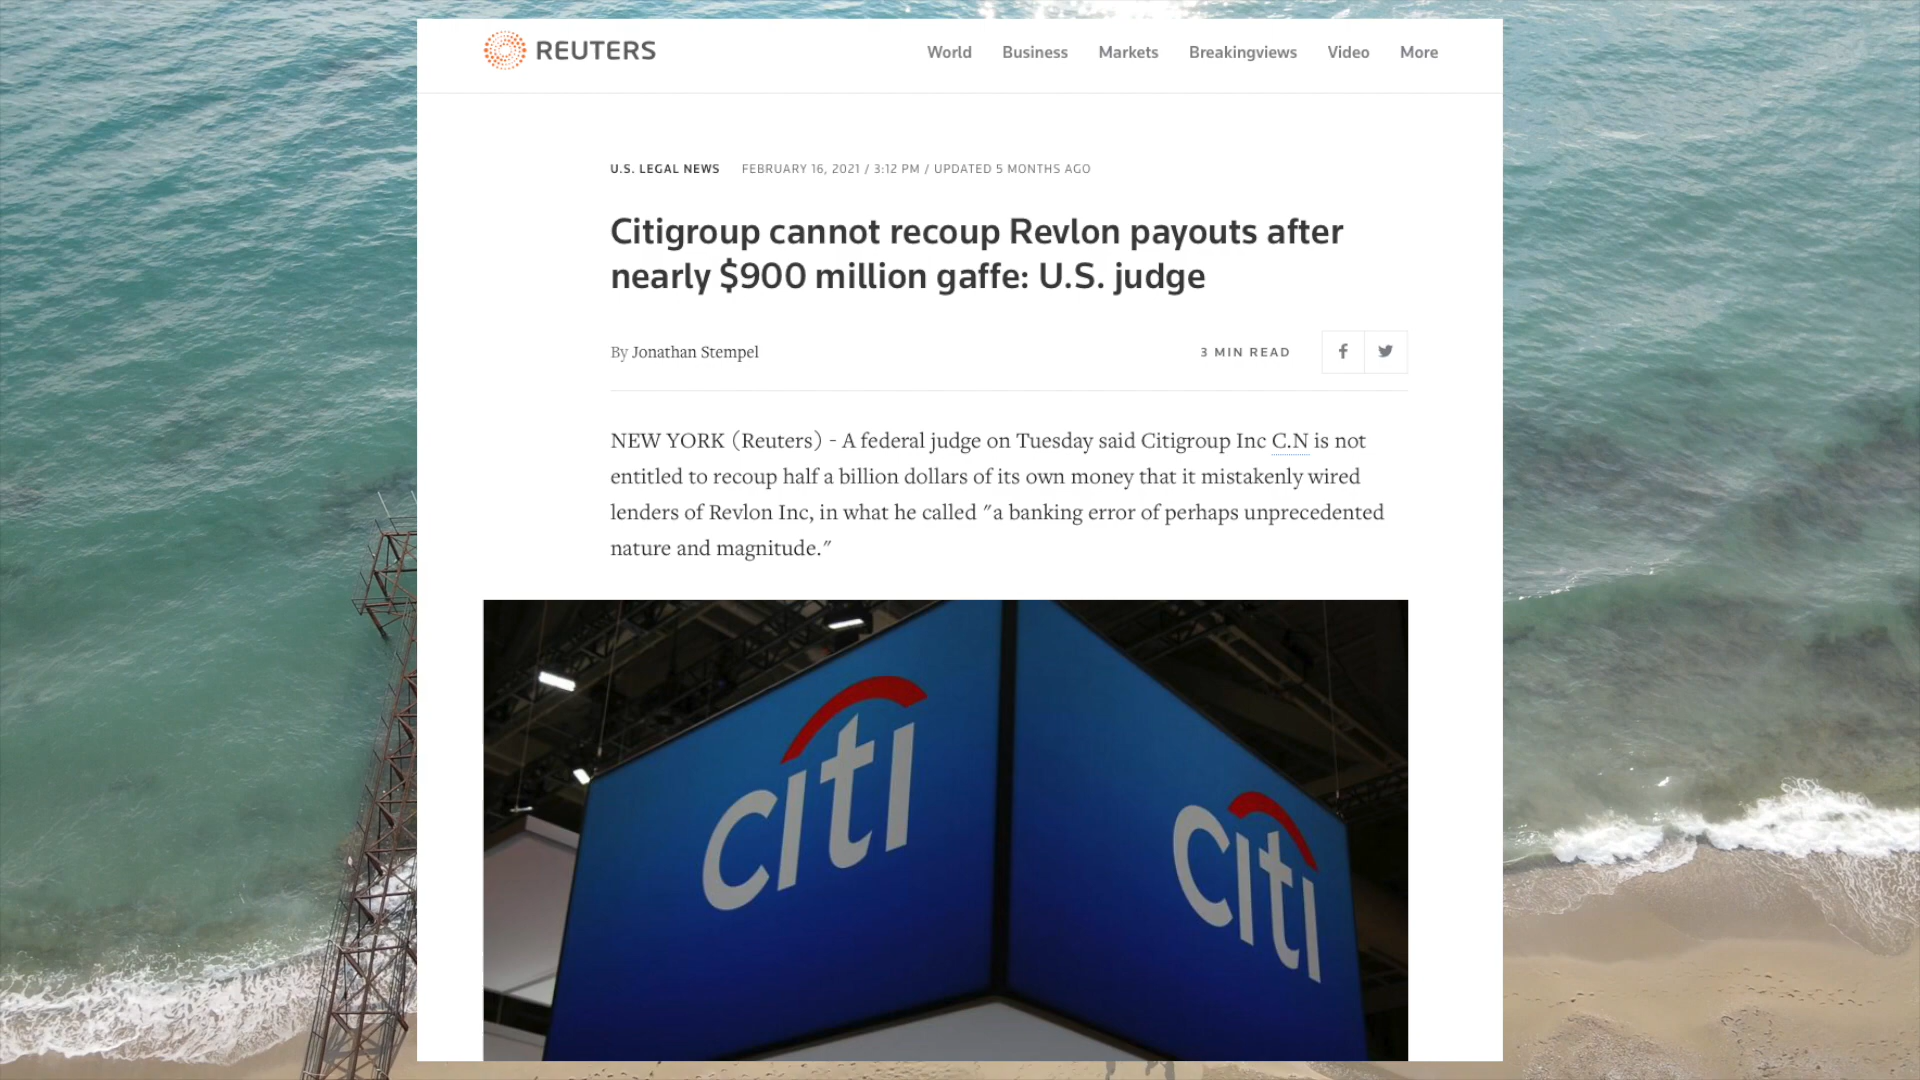 REUTERS
World Business Markets Breakingviews Video More
U.S. LEGAL NEWS FEBRUARY 16, 2021 / 3:12 PM / UPDATED 5 MONTHS AGO
Citigroup cannot recoup Revlon payouts after
nearly $900 million gaffe: U.S. judge
By Jonathan Stempel
3 MIN READ
NEW YORK (Reuters) - A federal judge on Tuesday said Citigroup Inc C.N is not
entitled to recoup half a billion dollars of its own money that it mistakenly wired
lenders of Revlon Inc, in what he called "a banking error of perhaps unprecedented
nature and magnitude."
citi
citi